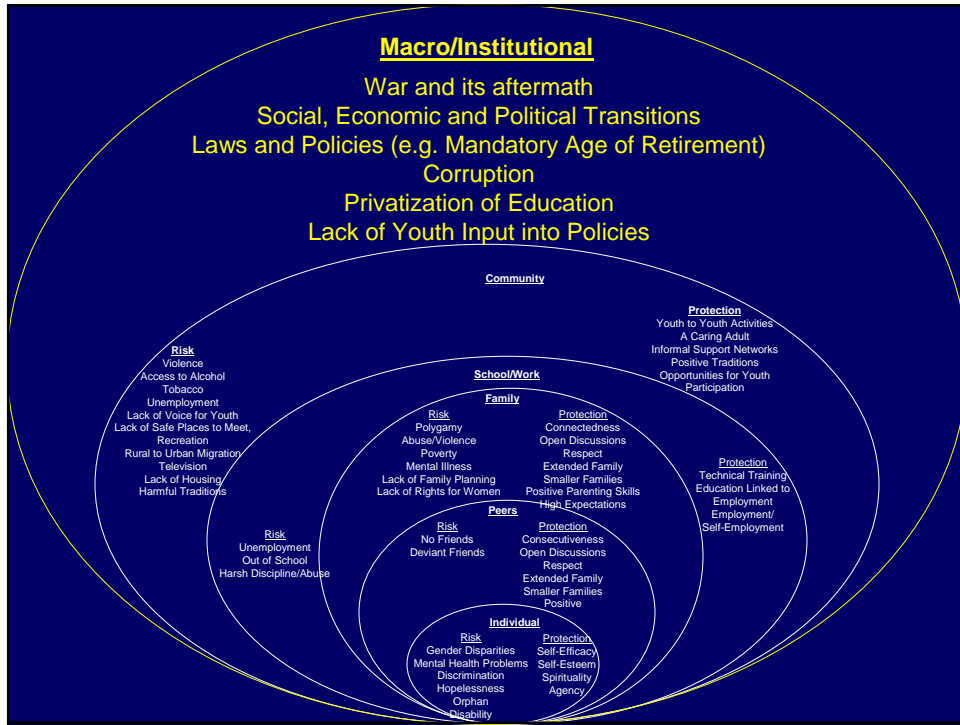 Macro/Institutional
War and its aftermath
Social, Economic and Political Transitions
Laws and Policies (e.g. Mandatory Age of Retirement)
Corruption
Privatization of Education
Lack of Youth Input into Policies
Community
Risk
Violence
Access to Alcohol
Tobacco
Unemployment
Lack of Voice for Youth
Lack of Safe Places to Meet,
Recreation
Rural to Urban Migration
Television
Lack of Housing
Harmful Traditions
Protection
Youth to Youth Activities
A Caring Adult
Informal Support Networks
Positive Traditions
Opportunities for Youth
Participation
School/Work
Risk
Unemployment
Out of School
Harsh Discipline/Abuse
Protection
Technical Training
Education Linked to
Employment
Employment/
Self-Employment
Family
Risk
Polygamy
Abuse/Violence
Poverty
Mental Illness
Lack of Family Planning
Lack of Rights for Women
Protection
Connectedness
Open Discussions
Respect
Extended Family
Smaller Families
Positive Parenting Skills
High Expectations
Peers
Risk
No Friends
Deviant Friends
Protection
Consecutiveness
Open Discussions
Respect
Extended Family
Smaller Families
Positive
Individual
Risk
Gender Disparities
Mental Health Problems
Discrimination
Hopelessness
Orphan
Disability
Protection
Self-Efficacy
Self-Esteem
Spirituality
Agency